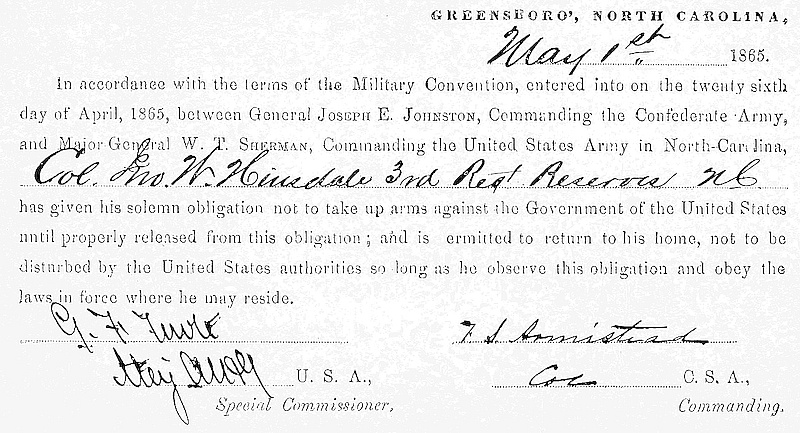 GREENSBORO', NORTH CAROLINA,
May 1st 1865.
In accordance with the terms of the Military Convention, entered into on the twenty sixth
day of April, 1865, between General JOSEPH E. JOHNSTON, Commanding the Confederate Army,
and Major-General W. T. SHERMAN, Commanding the United States Army in North-Carolina,
Col. Jno. W. Hinsdale 3rd Regt Reserves N C
has given his solemn obligation not to take up arms against the Government of the United States
until properly released from this obligation; and is ermitted to return to his home, not to be
disturbed by the United States authorities so long as he observe this obligation and obey the
laws in force where he may reside.
F. S. Armistead
Maj U. S. A., Col C. S. A.,
Special Commissioner, Commanding.